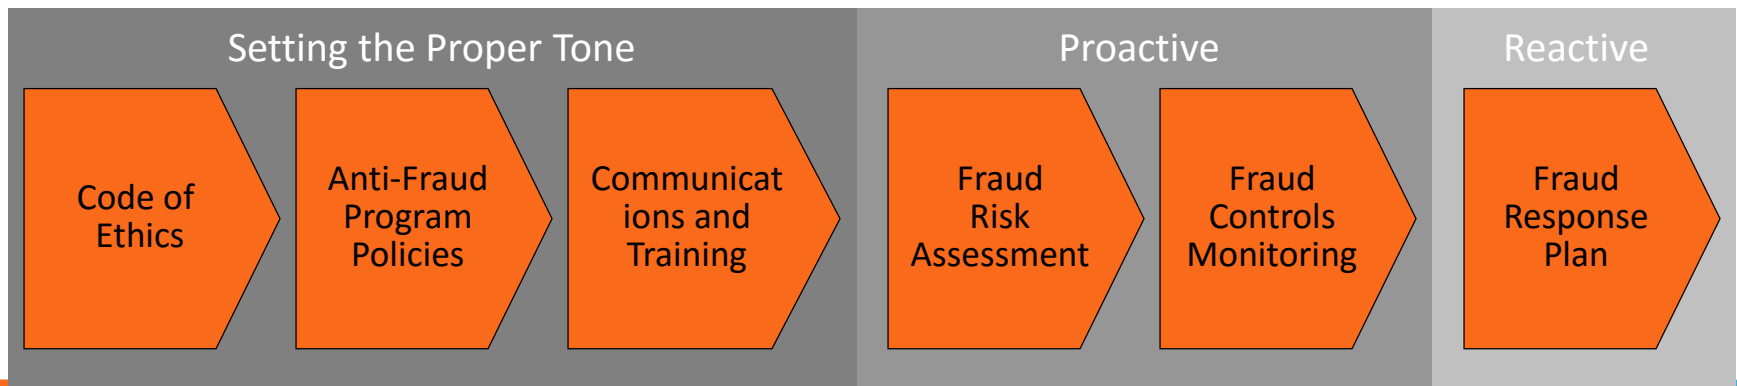 Setting the Proper Tone
Proactive
Reactive
Code of
Ethics
Anti-Fraud
Program
Policies
Communicat
ions and
Training
Fraud
Risk
Assessment
Fraud
Controls
Monitoring
Fraud
Response
Plan